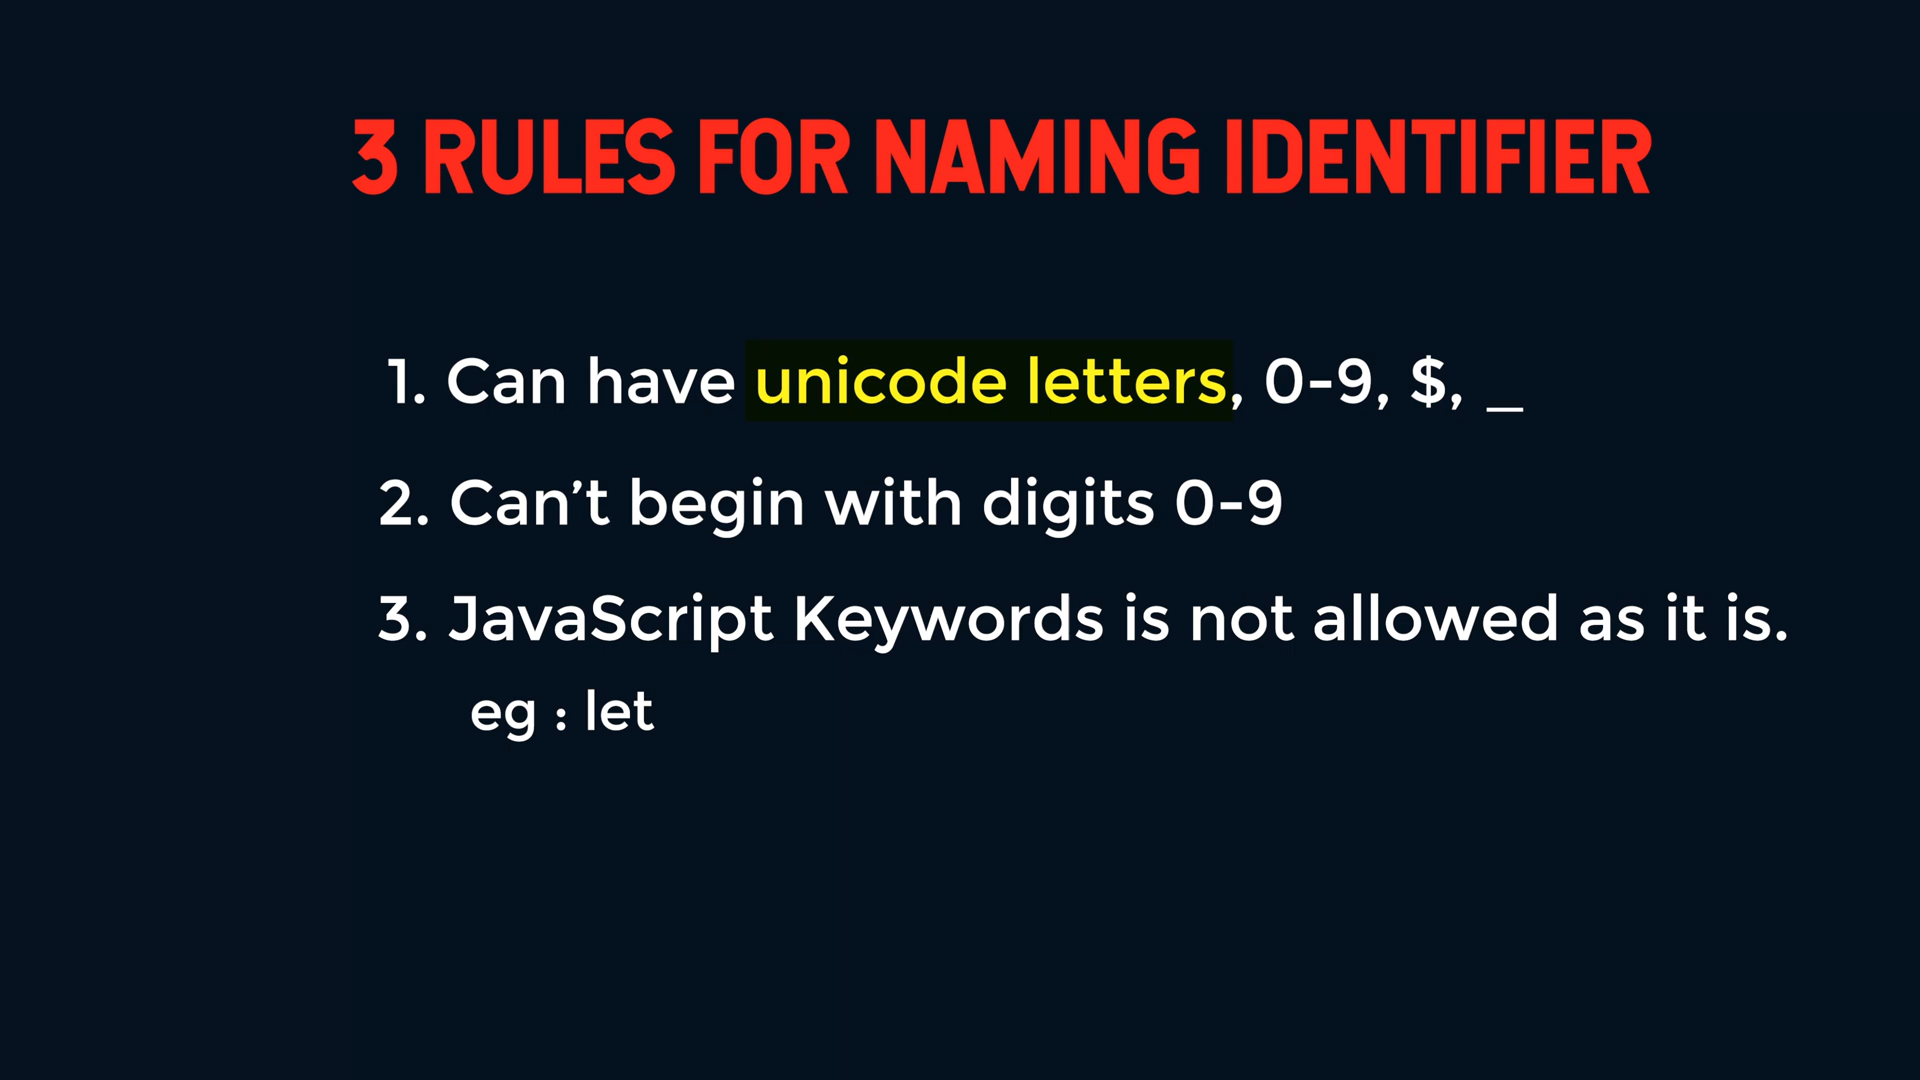 3 RULES FOR NAMING IDENTIFIER
1. Can have unicode letters, 0-9, $, _
2. Can’t begin with digits 0-9
3. JavaScript Keywords is not allowed as it is.
eg : let